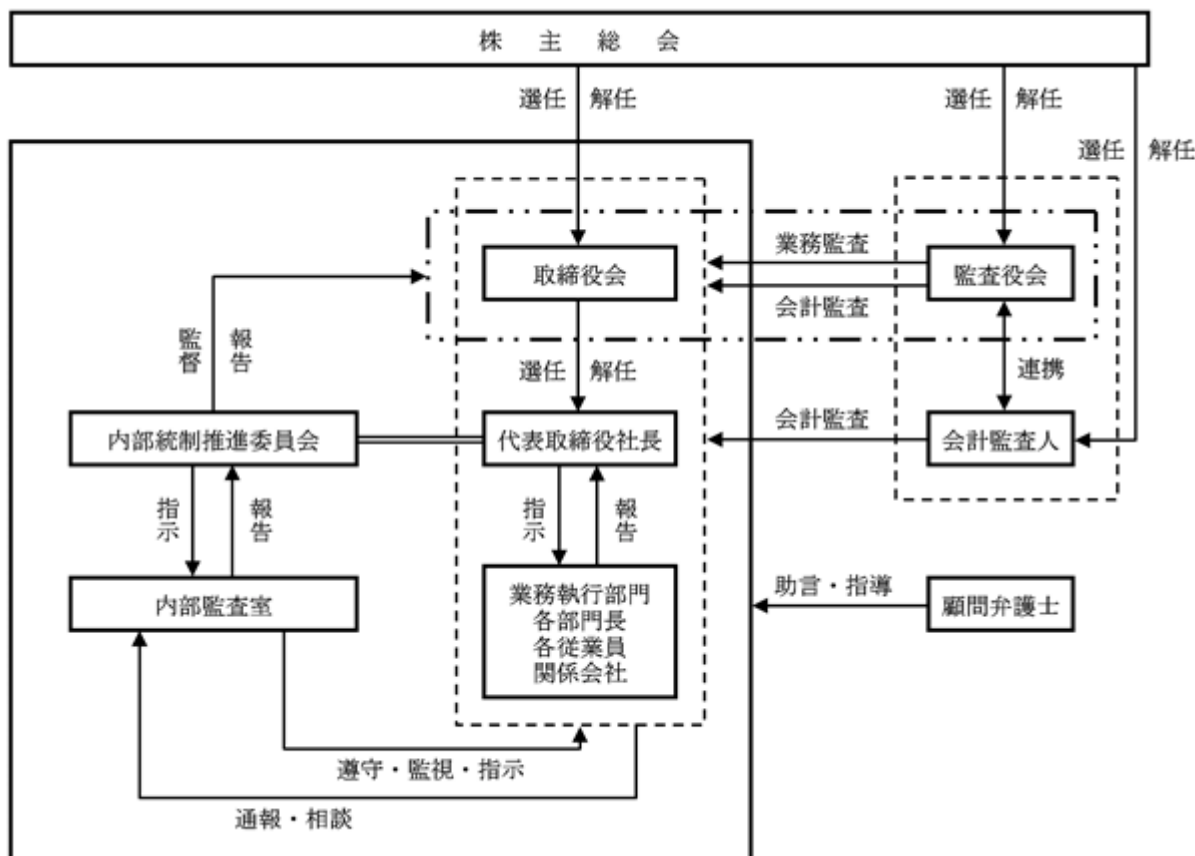 株主総会
選任 解任
選任 解任
選任 解任
業務監査
取締役会
監査役会
会計監査
監督 報告
選任 解任
連携
内部統制推進委員会
代表取締役社長
会計監査
会計監査人
指示 報告
指示 報告
内部監査室
業務執行部門
各部門長
各従業員
関係会社
助言・指導
顧問弁護士
遵守・監視・指示
通報・相談